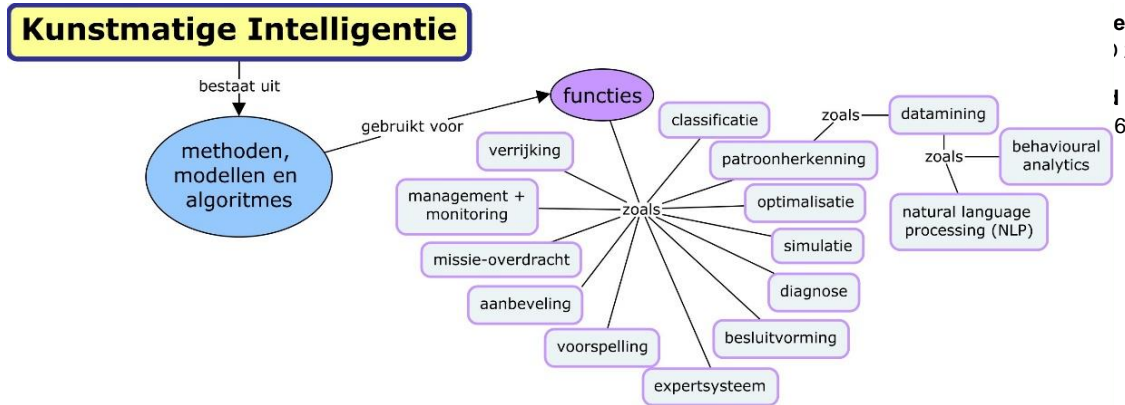 Kunstmatige Intelligentie
bestaat uit
methoden,
modellen en
algoritmes
gebruikt voor
functies
zoals
classificatie
patroonherkenning
zoals
datamining
zoals
behavioural
analytics
natural language
processing (NLP)
optimalisatie
simulatie
diagnose
besluitvorming
expertsysteem
voorspelling
aanbeveling
missie-overdracht
management +
monitoring
verrijking
e
6